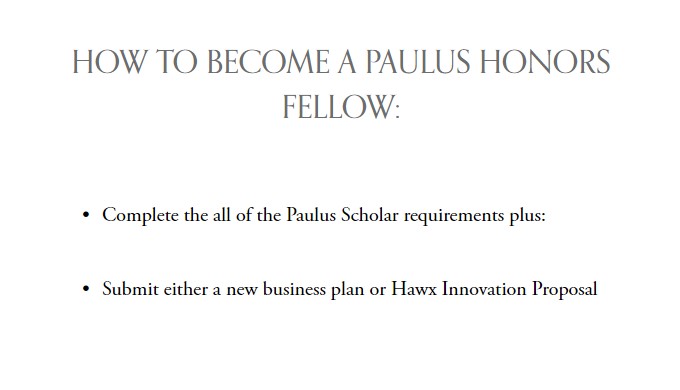 HOW TO BECOME A PAULUS HONORS
FELLOW:
• Complete the all of the Paulus Scholar requirements plus:
• Submit either a new business plan or Hawx Innovation Proposal